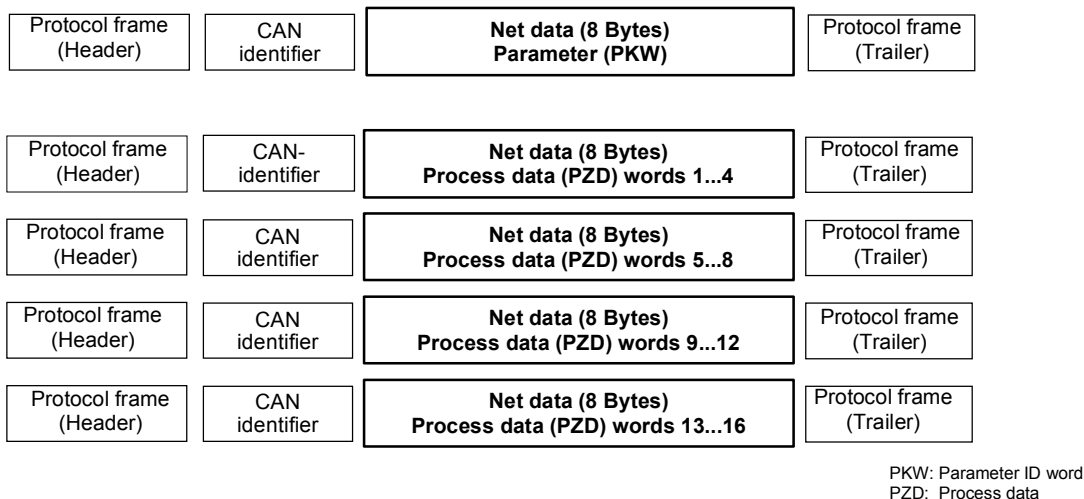 Protocol frame
(Header)
CAN
identifier
Net data (8 Bytes)
Parameter (PKW)
Protocol frame
(Trailer)
Protocol frame
(Header)
CAN-
identifier
Net data (8 Bytes)
Process data (PZD) words 1...4
Protocol frame
(Trailer)
Protocol frame
(Header)
CAN
identifier
Net data (8 Bytes)
Process data (PZD) words 5...8
Protocol frame
(Trailer)
Protocol frame
(Header)
CAN
identifier
Net data (8 Bytes)
Process data (PZD) words 9...12
Protocol frame
(Trailer)
Protocol frame
(Header)
CAN
identifier
Net data (8 Bytes)
Process data (PZD) words 13...16
Protocol frame
(Trailer)
PKW: Parameter ID word
PZD: Process data